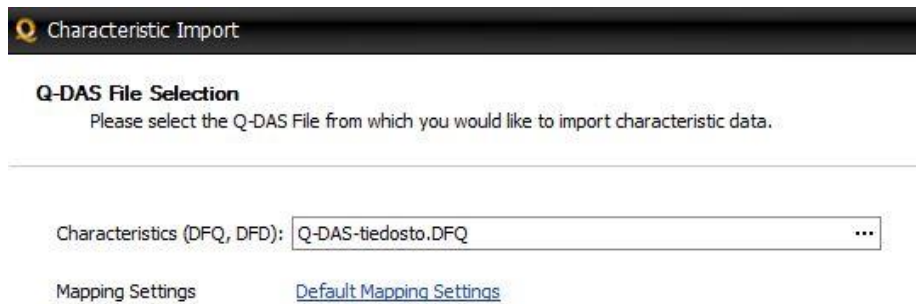 Characteristic Import
Q-DAS File Selection
Please select the Q-DAS File from which you would like to import characteristic data.
Characteristics (DFQ, DFD): Q-DAS-tiedosto.DFQ ...
Mapping Settings Default Mapping Settings